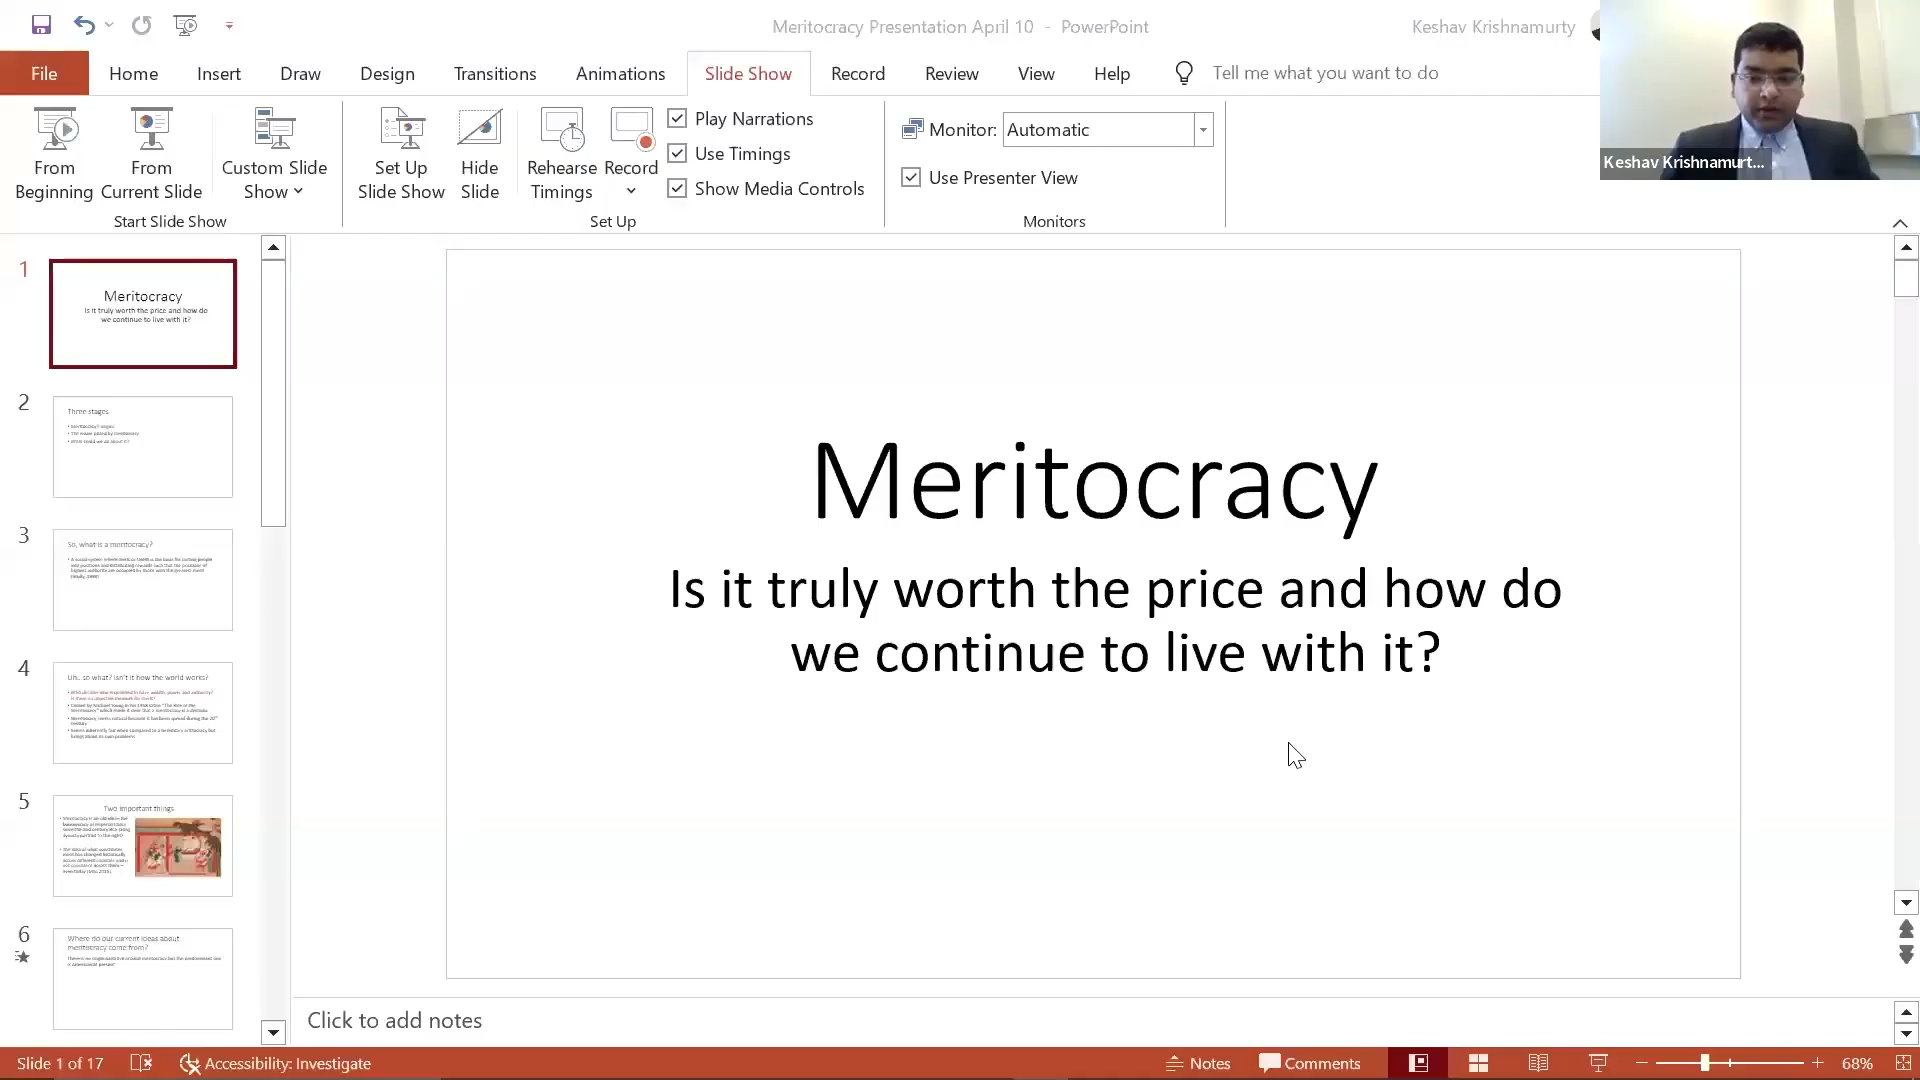 Meritocracy Presentation April 10 - PowerPoint
Keshav Krishnamurty
File
Home
Insert
Draw
Design
Transitions
Animations
Slide Show
Record
Review
View
Help
Tell me what you want to do
From Beginning
From Current Slide
Custom Slide Show
Start Slide Show
Set Up Slide Show
Hide Slide
Rehearse Timings
Record
Play Narrations
Use Timings
Show Media Controls
Set Up
Monitor: Automatic
Use Presenter View
Monitors
Keshav Krishnamurt...
1
Meritocracy
Is it truly worth the price and how do
we continue to live with it?
2
Three stages
3
So, what is a meritocracy?
4
Uh...so what? Isn't it how the world works?
5
Two important things
6
Where do our current ideas about
meritocracy come from?
Meritocracy
Is it truly worth the price and how do
we continue to live with it?
Click to add notes
Slide 1 of 17
Accessibility: Investigate
Notes
Comments
68%